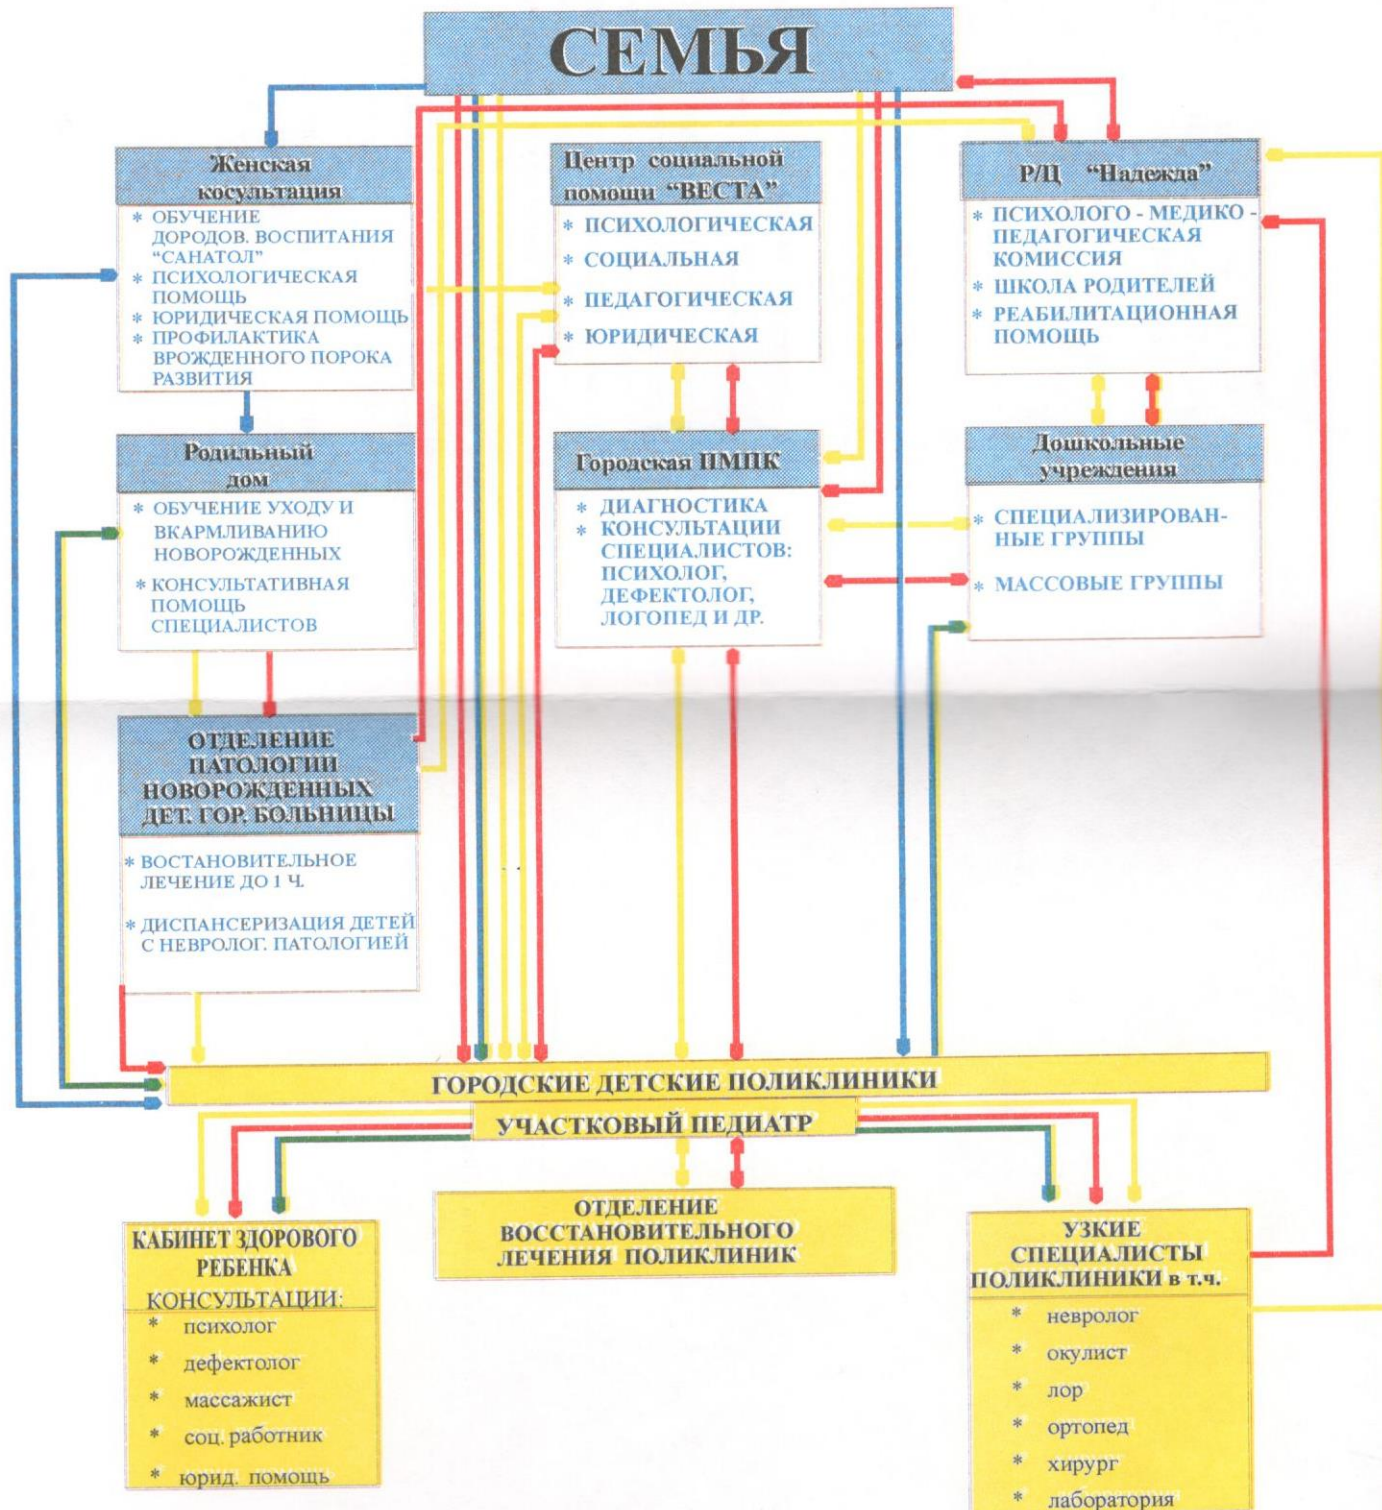 СЕМЬЯ
Женская
косультация
* ОБУЧЕНИЕ
ДОРОДОВ. ВОСПИТАНИЯ
“САНАТОЛ”
* ПСИХОЛОГИЧЕСКАЯ
ПОМОЩЬ
* ЮРИДИЧЕСКАЯ ПОМОЩЬ
* ПРОФИЛАКТИКА
ВРОЖДЕННОГО ПОРОКА
РАЗВИТИЯ
Центр социальной
помощи “ВЕСТА”
* ПСИХОЛОГИЧЕСКАЯ
* СОЦИАЛЬНАЯ
* ПЕДАГОГИЧЕСКАЯ
* ЮРИДИЧЕСКАЯ
Р/Ц “Надежда”
* ПСИХОЛОГО - МЕДИКО -
ПЕДАГОГИЧЕСКАЯ
КОМИССИЯ
* ШКОЛА РОДИТЕЛЕЙ
* РЕАБИЛИТАЦИОННАЯ
ПОМОЩЬ
Родильный
дом
* ОБУЧЕНИЕ УХОДУ И
ВКАРМЛИВАНИЮ
НОВОРОЖДЕННЫХ
* КОНСУЛЬТАТИВНАЯ
ПОМОЩЬ
СПЕЦИАЛИСТОВ
Городская ПМПК
* ДИАГНОСТИКА
* КОНСУЛЬТАЦИИ
СПЕЦИАЛИСТОВ:
ПСИХОЛОГ,
ДЕФЕКТОЛОГ,
ЛОГОПЕД И ДР.
Дошкольные
учреждения
* СПЕЦИАЛИЗИРОВАН-
НЫЕ ГРУППЫ
* МАССОВЫЕ ГРУППЫ
ОТДЕЛЕНИЕ
ПАТОЛОГИИ
НОВОРОЖДЕННЫХ
ДЕТ. ГОР. БОЛЬНИЦЫ
* ВОСТАНОВИТЕЛЬНОЕ
ЛЕЧЕНИЕ ДО 1 Ч.
* ДИСПАНСЕРИЗАЦИЯ ДЕТЕЙ
С НЕВРОЛОГ. ПАТОЛОГИЕЙ
ГОРОДСКИЕ ДЕТСКИЕ ПОЛИКЛИНИКИ
УЧАСТКОВЫЙ ПЕДИАТР
КАБИНЕТ ЗДОРОВОГО
РЕБЕНКА
КОНСУЛЬТАЦИИ:
* психолог
* дефектолог
* массажист
* соц. работник
* юрид. помощь
ОТДЕЛЕНИЕ
ВОССТАНОВИТЕЛЬНОГО
ЛЕЧЕНИЯ ПОЛИКЛИНИК
УЗКИЕ
СПЕЦИАЛИСТЫ
ПОЛИКЛИНИКИ в т.ч.
* невролог
* окулист
* лор
* ортопед
* хирург
* лаборатория